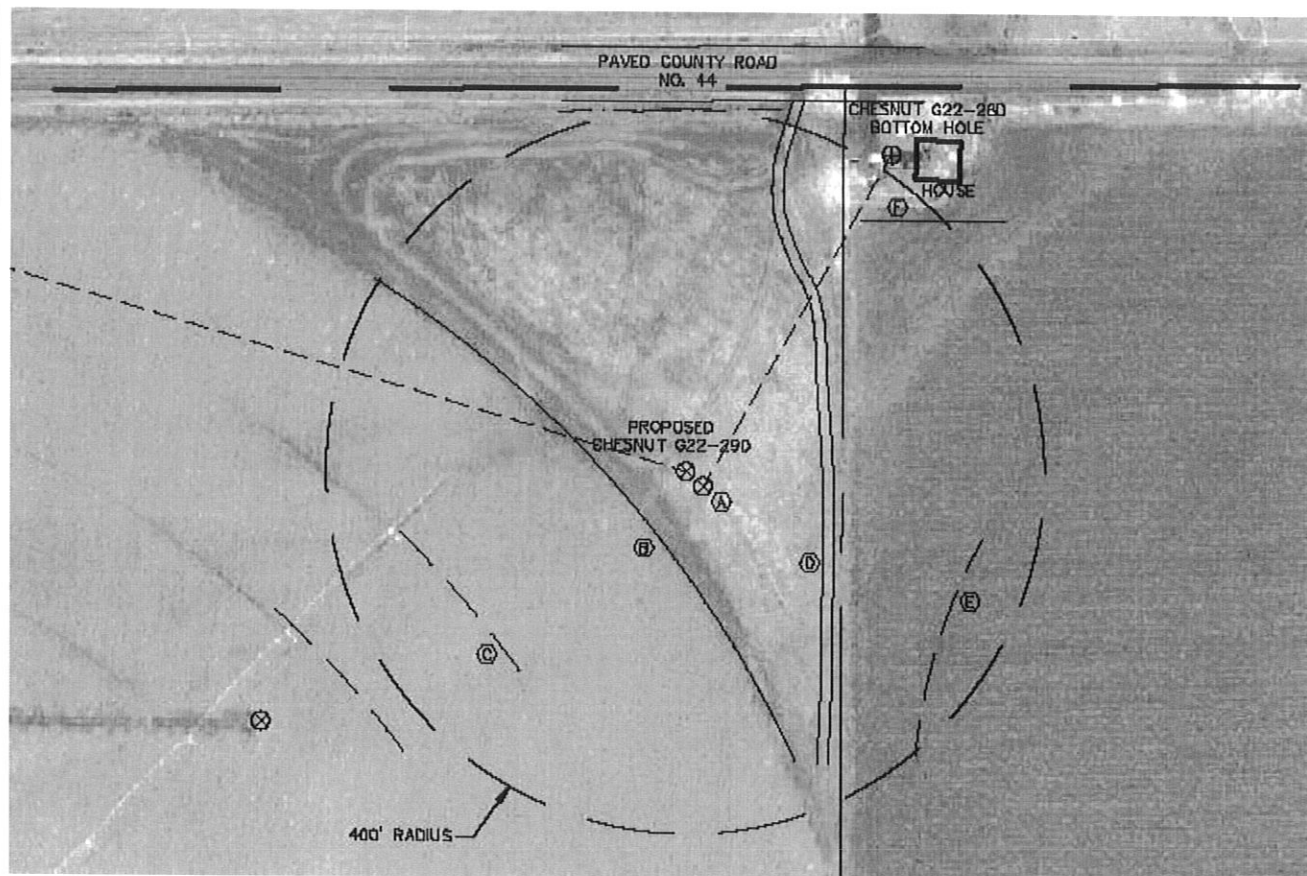 PAVED COUNTY ROAD
NO. 44
CHESNUT G22-28D
BOTTOM HOLE
HOUSE
F
PROPOSED
CHESNUT G22-29D
A
B
D
E
C
400' RADIUS